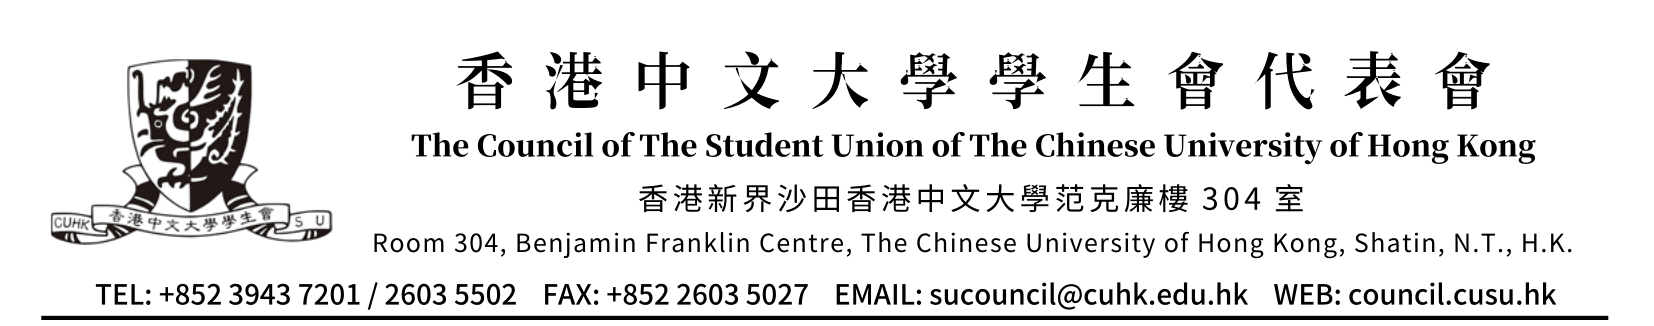 香港中文大學學生會代表會
The Council of The Student Union of The Chinese University of Hong Kong
香港新界沙田香港中文大學范克廉樓 304 室
Room 304, Benjamin Franklin Centre, The Chinese University of Hong Kong, Shatin, N.T., H.K.
CUHK 香港中文大學學生會 S U
TEL: +852 3943 7201 / 2603 5502 FAX: +852 2603 5027 EMAIL: sucouncil@cuhk.edu.hk WEB: council.cusu.hk